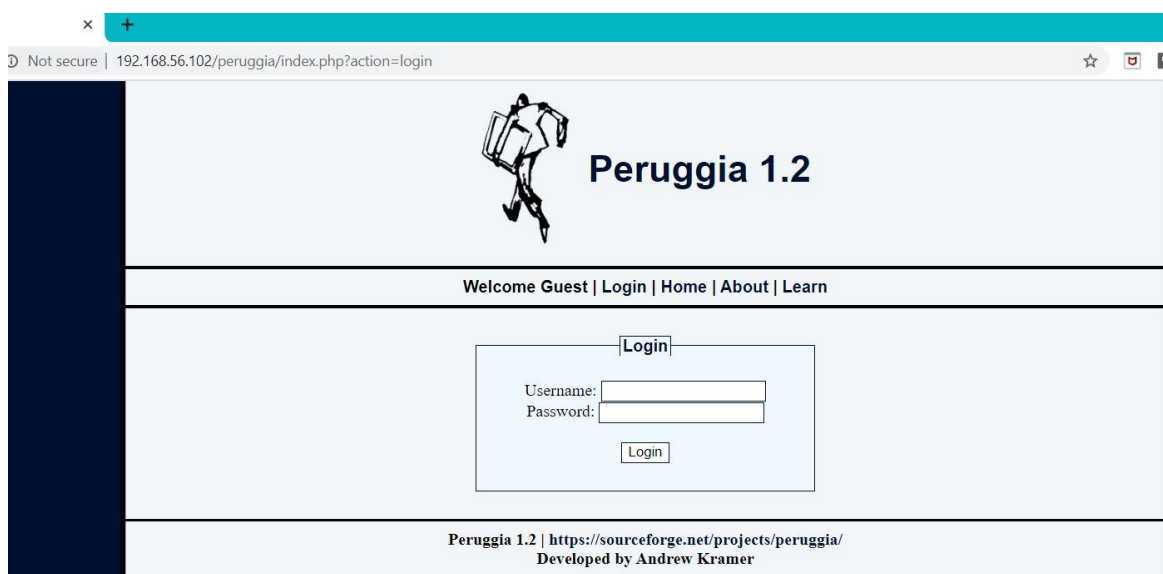 Not secure | 192.168.56.102/peruggia/index.php?action=login
Peruggia 1.2
Welcome Guest | Login | Home | About | Learn
Login
Username:
Password:
Login
Peruggia 1.2 | https://sourceforge.net/projects/peruggia/
Developed by Andrew Kramer